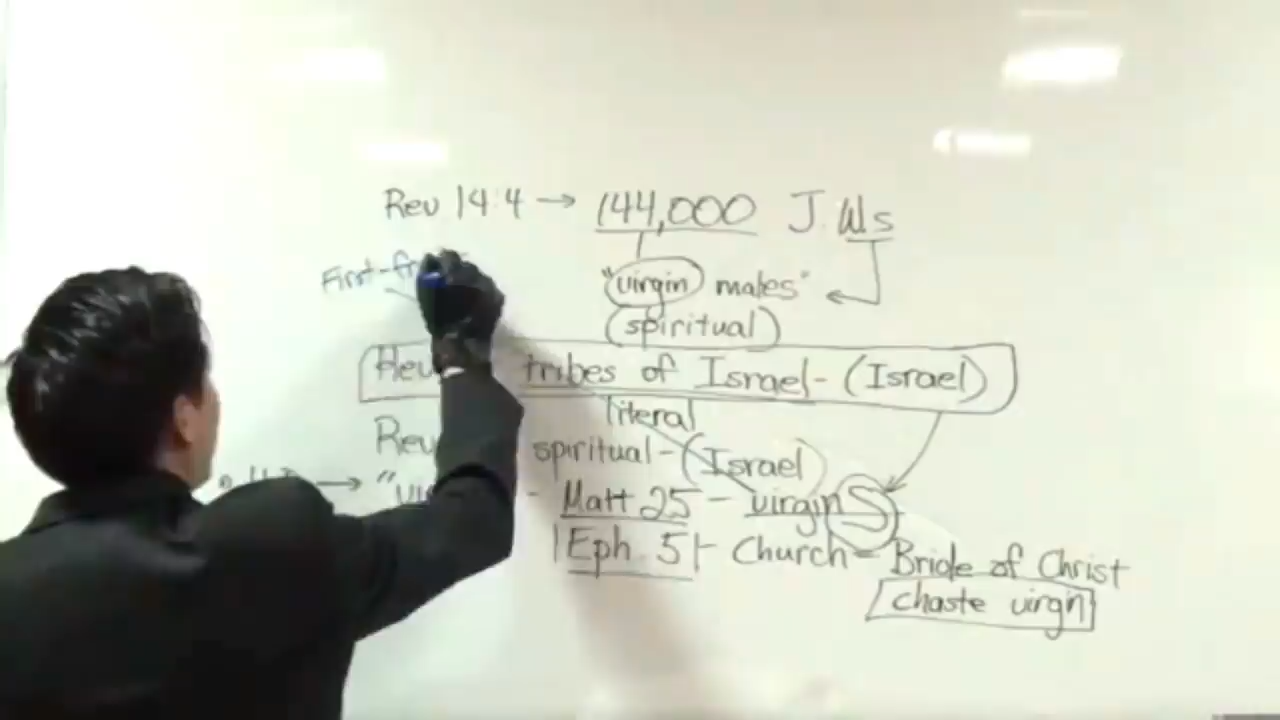 Rev 14:4 → 144,000 J.Ws
First-
"virgin males"
(spiritual)
tribes of Israel - (Israel)
literal
Rev
spiritual - (Israel)
→ " - Matt 25 - virginS
Eph. 5 - Church = Bride of Christ
chaste virgin